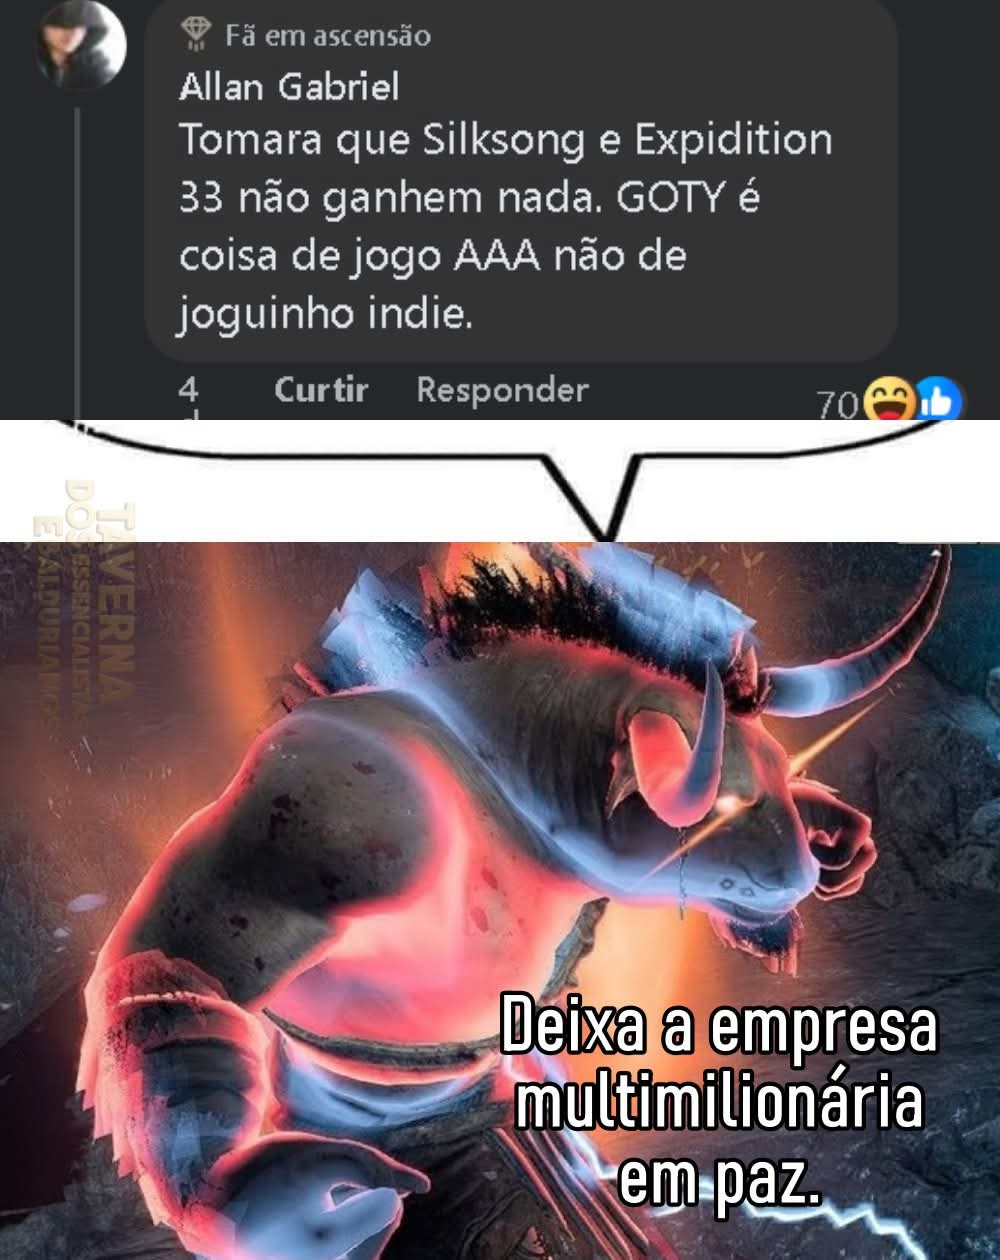 Fã em ascensão
Allan Gabriel
Tomara que Silksong e Expidition
33 não ganhem nada. GOTY é
coisa de jogo AAA não de
joguinho indie.
4 Curtir Responder 70
d
TAVERNA
DOS ESSENCIALISTAS
E BALDURIANOS
Deixa a empresa
multimilionária
em paz.